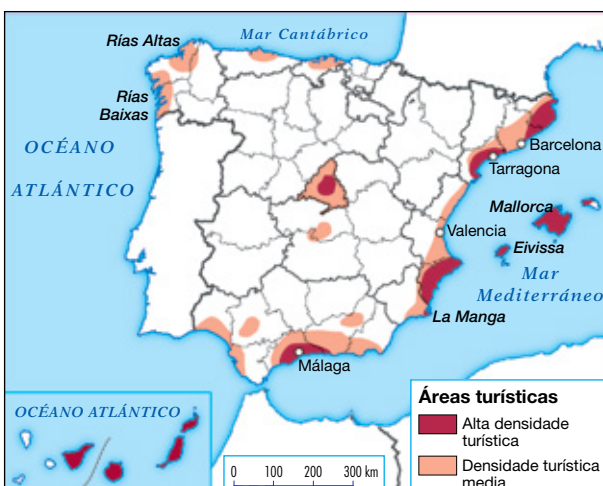 Rías Altas
Mar Cantábrico
Rías
Baixas
OCÉANO
ATLÁNTICO
Barcelona
Tarragona
Mallorca
Valencia
Eivissa
Mar
Mediterráneo
La Manga
Málaga
OCÉANO ATLÁNTICO
0 100 200 300 km
Áreas turísticas
Alta densidade
turística
Densidade turística
media